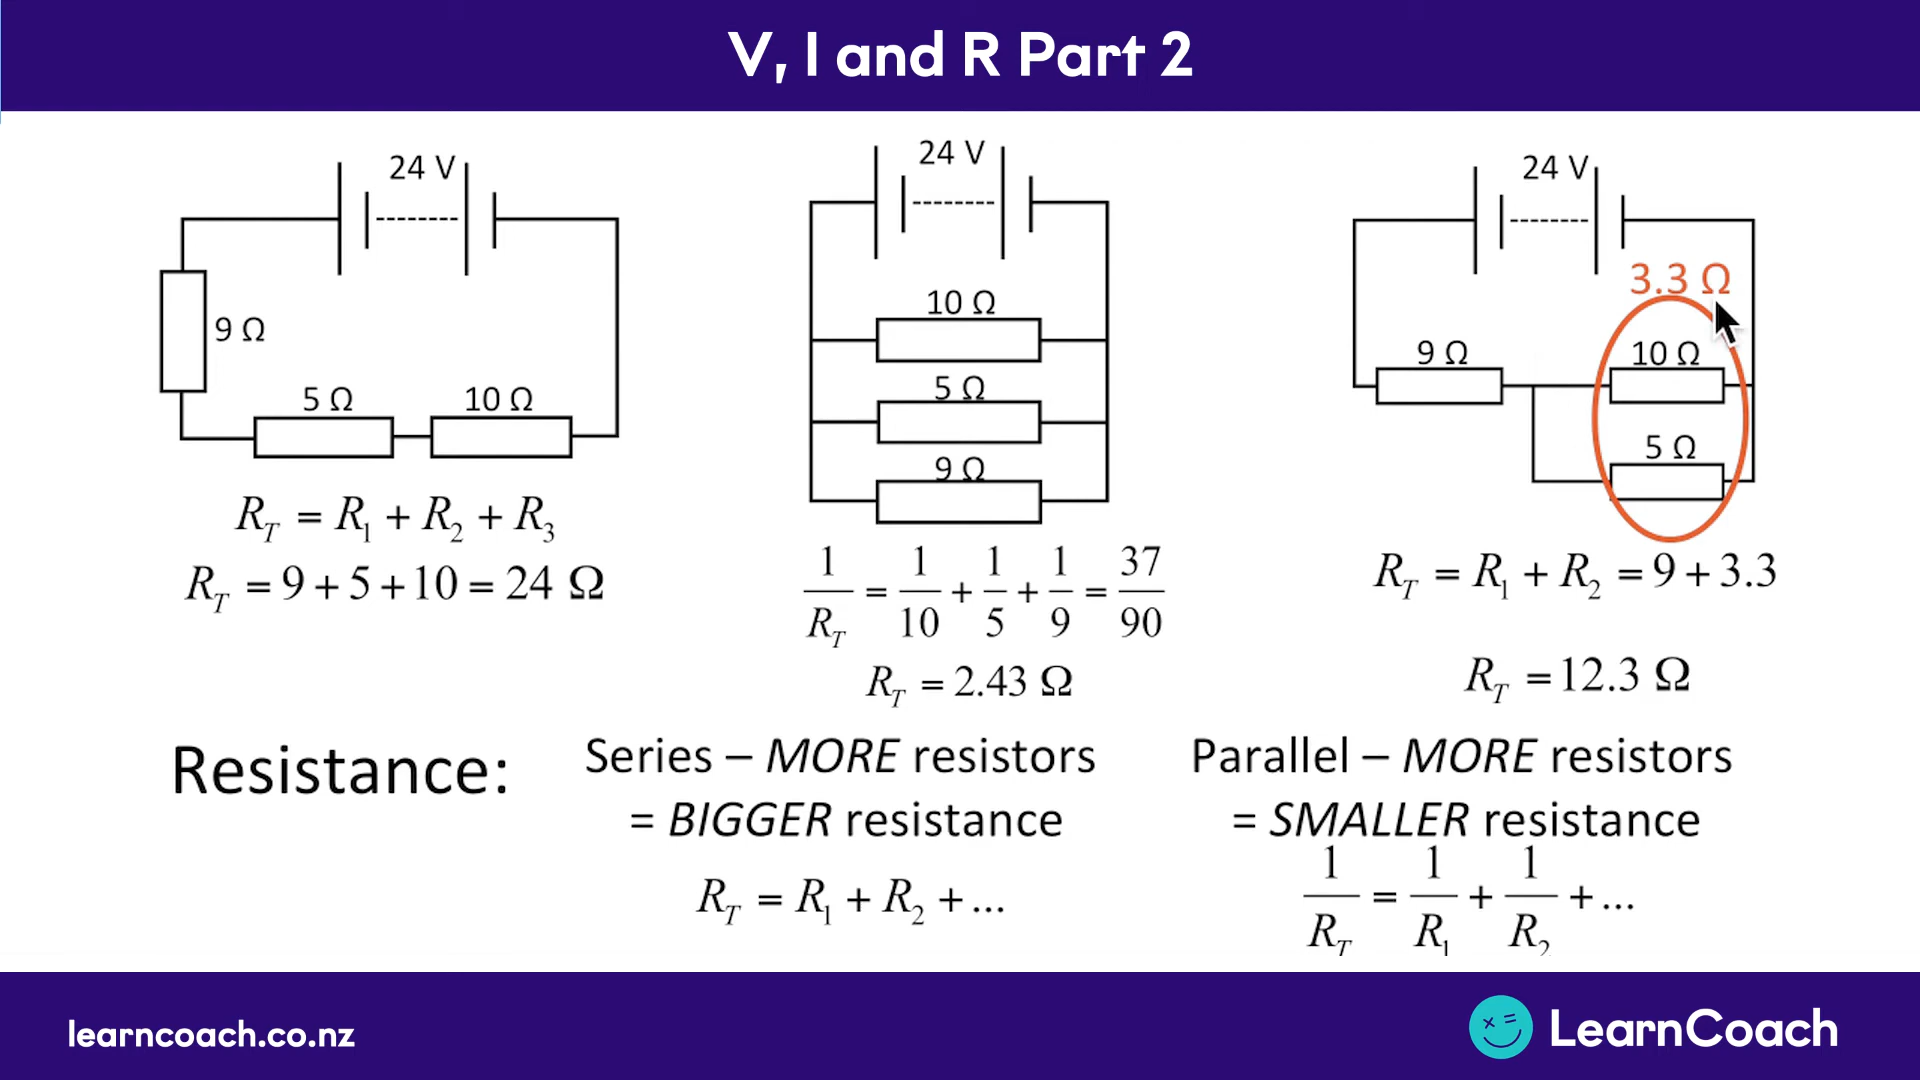 V, I and R Part 2
24 V
9 Ω
5 Ω
10 Ω
R_T = R_1 + R_2 + R_3
R_T = 9 + 5 + 10 = 24 Ω
24 V
10 Ω
5 Ω
9 Ω
1/R_T = 1/10 + 1/5 + 1/9 = 37/90
R_T = 2.43 Ω
24 V
3.3 Ω
9 Ω
10 Ω
5 Ω
R_T = R_1 + R_2 = 9 + 3.3
R_T = 12.3 Ω
Resistance:
Series – MORE resistors
= BIGGER resistance
R_T = R_1 + R_2 + ...
Parallel – MORE resistors
= SMALLER resistance
1/R_T = 1/R_1 + 1/R_2 + ...
learncoach.co.nz
LearnCoach